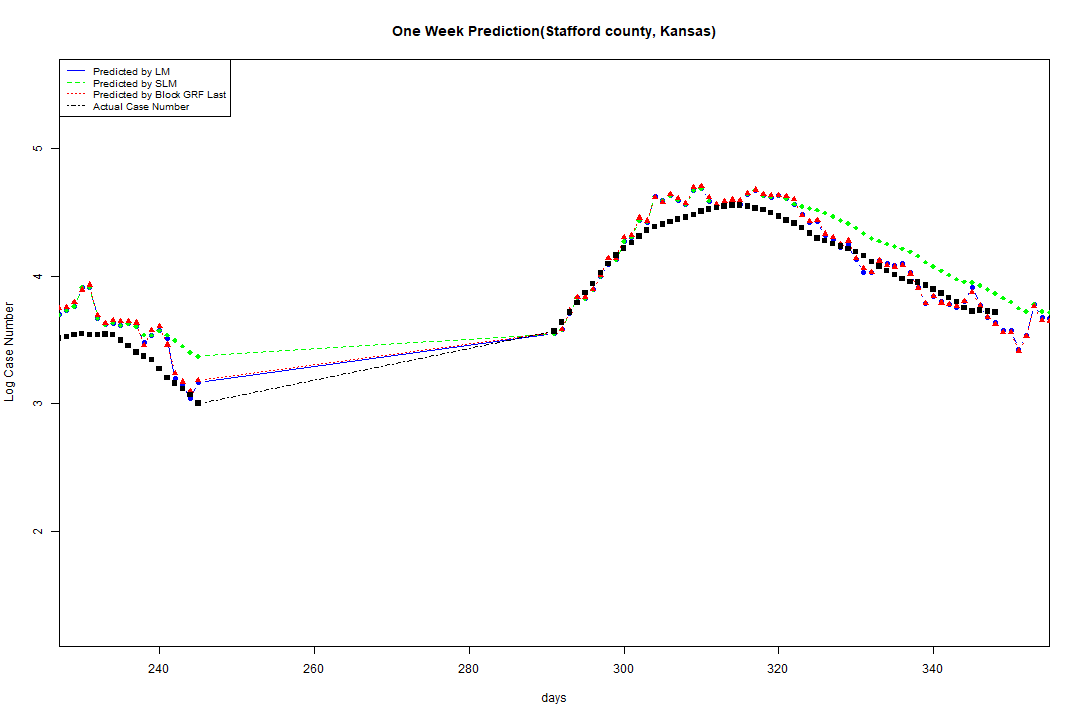 One Week Prediction(Stafford county, Kansas)
Predicted by LM
Predicted by SLM
Predicted by Block GRF Last
Actual Case Number
5
4
3
2
Log Case Number
240 260 280 300 320 340
days